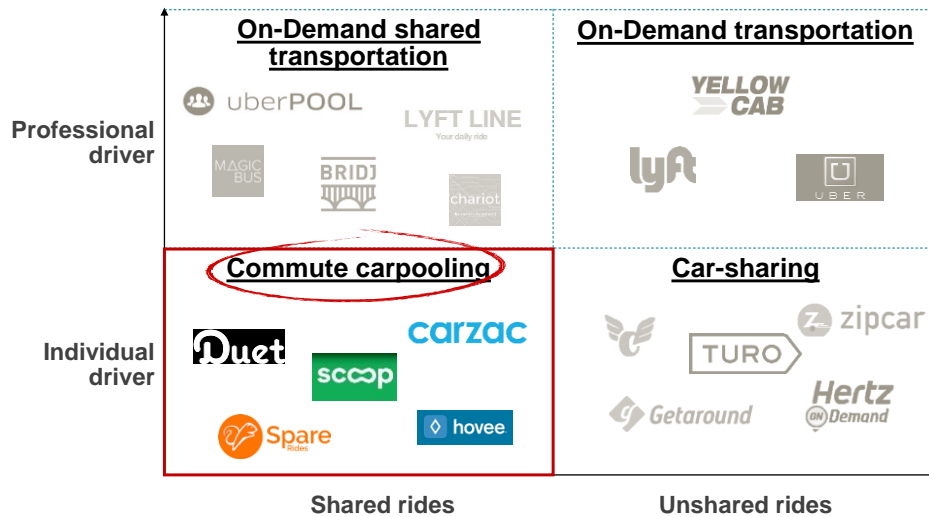 On-Demand shared
transportation
On-Demand transportation
uberPOOL
LYFT LINE
Your daily ride
YELLOW
CAB
Professional
driver
MAGIC
BUS
BRIDJ
chariot
lyft
UBER
Commute carpooling
Car-sharing
Individual
driver
Duet
carzac
scoop
Spare
Rides
hovee
zipcar
TURO
Getaround
Hertz
ON Demand
Shared rides
Unshared rides